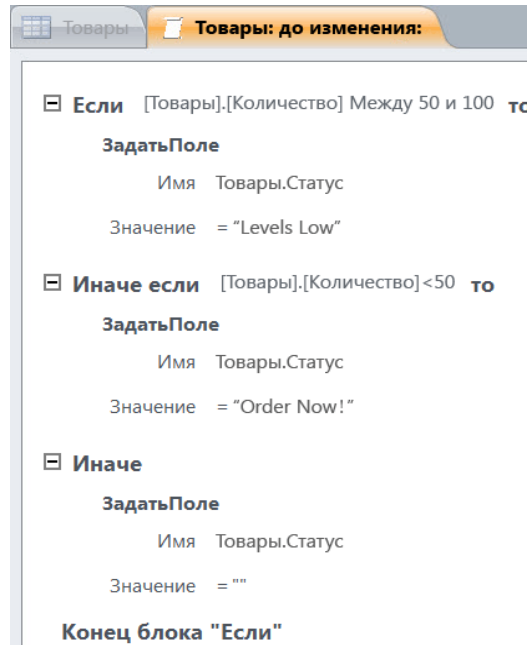 Товары Товары: до изменения:
Если [Товары].[Количество] Между 50 и 100 то
ЗадатьПоле
Имя Товары.Статус
Значение = “Levels Low”
Иначе если [Товары].[Количество]<50 то
ЗадатьПоле
Имя Товары.Статус
Значение = “Order Now!”
Иначе
ЗадатьПоле
Имя Товары.Статус
Значение = ""
Конец блока "Если"